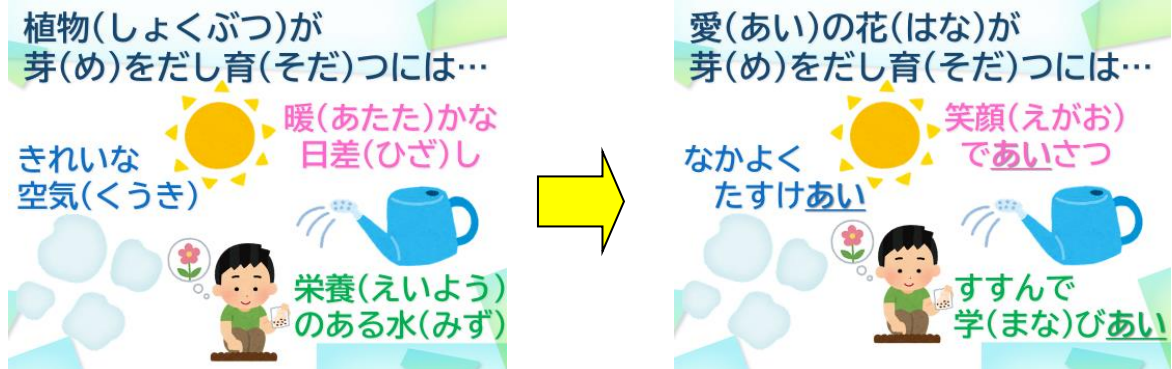 植物(しょくぶつ)が
芽(め)をだし育(そだ)つには…
暖(あたた)かな
日差(ひざ)し
きれいな
空気(くうき)
栄養(えいよう)
のある水(みず)
愛(あい)の花(はな)が
芽(め)をだし育(そだ)つには…
笑顔(えがお)
であいさつ
なかよく
たすけあい
すすんで
学(まな)びあい